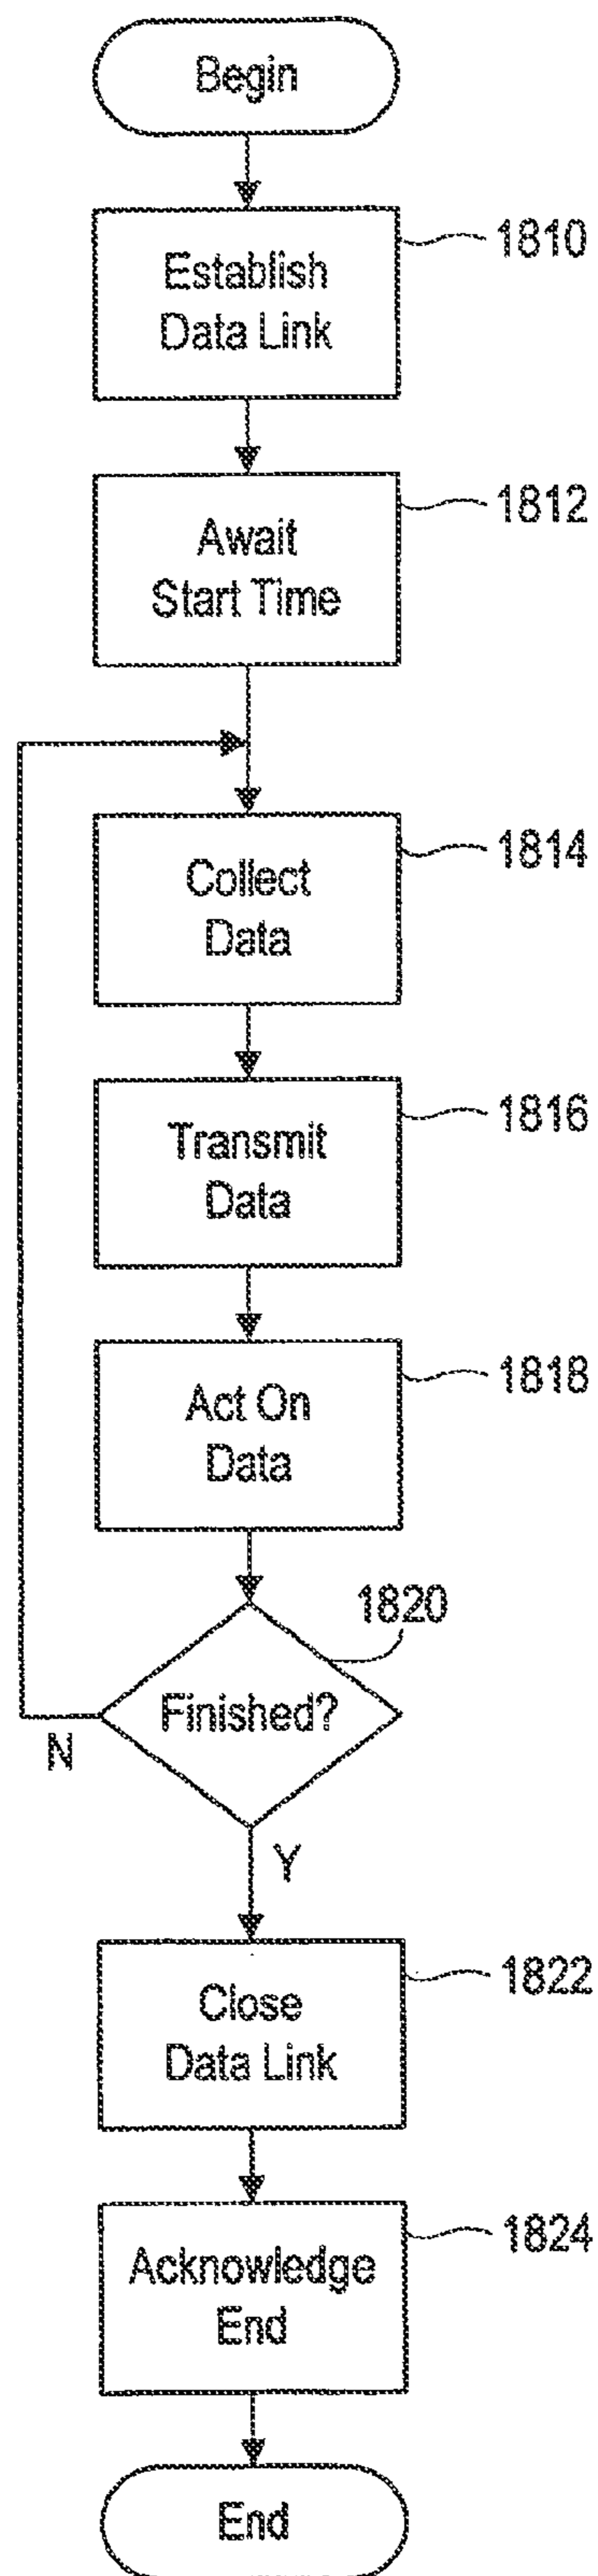 Begin
1810
Establish
Data Link
1812
Await
Start Time
1814
Collect
Data
1816
Transmit
Data
1818
Act On
Data
1820
Finished?
N
Y
1822
Close
Data Link
1824
Acknowledge
End
End